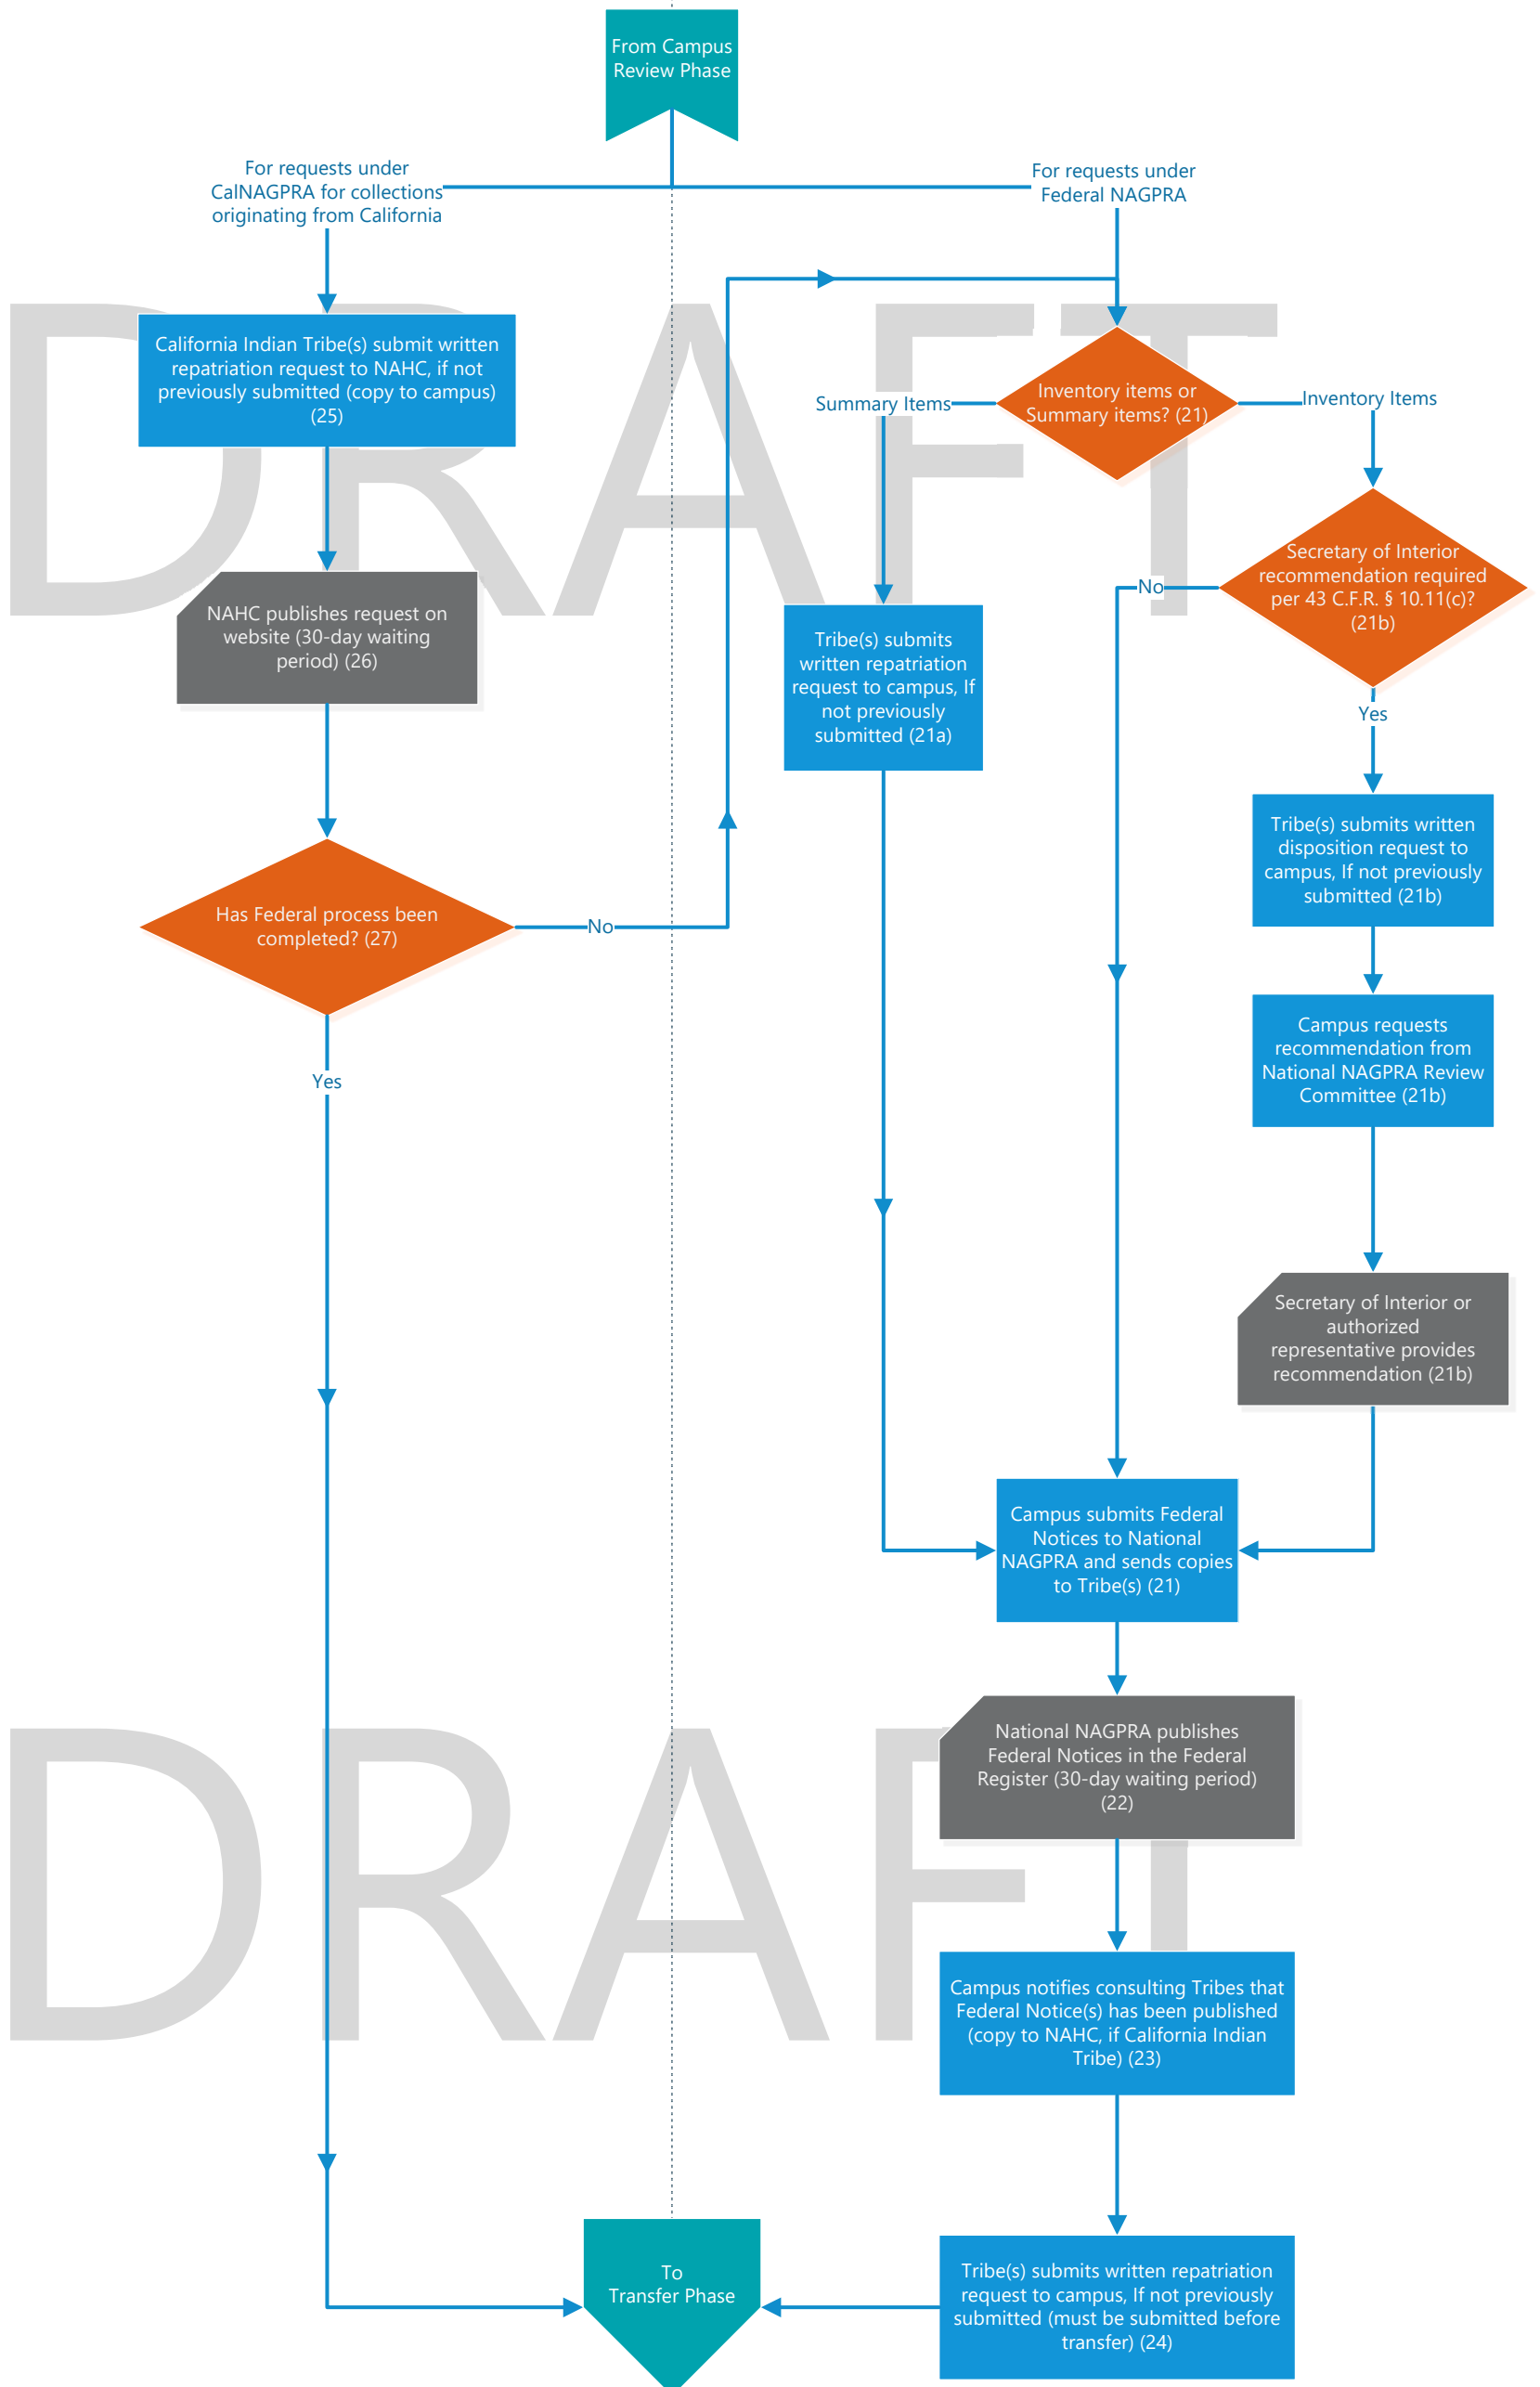 From Campus
Review Phase
For requests under
CalNAGPRA for collections
originating from California
For requests under
Federal NAGPRA
DRAFT
California Indian Tribe(s) submit written
repatriation request to NAHC, if not
previously submitted (copy to campus)
(25)
Inventory items or
Summary items? (21)
Summary Items
Inventory Items
NAHC publishes request on
website (30-day waiting
period) (26)
Secretary of Interior
recommendation required
per 43 C.F.R. § 10.11(c)?
(21b)
No
Yes
Tribe(s) submits
written repatriation
request to campus, If
not previously
submitted (21a)
Tribe(s) submits written
disposition request to
campus, If not previously
submitted (21b)
Has Federal process been
completed? (27)
No
Yes
Campus requests
recommendation from
National NAGPRA Review
Committee (21b)
Secretary of Interior or
authorized
representative provides
recommendation (21b)
Campus submits Federal
Notices to National
NAGPRA and sends copies
to Tribe(s) (21)
National NAGPRA publishes
Federal Notices in the Federal
Register (30-day waiting period)
(22)
DRAFT
Campus notifies consulting Tribes that
Federal Notice(s) has been published
(copy to NAHC, if California Indian
Tribe) (23)
To
Transfer Phase
Tribe(s) submits written repatriation
request to campus, If not previously
submitted (must be submitted before
transfer) (24)